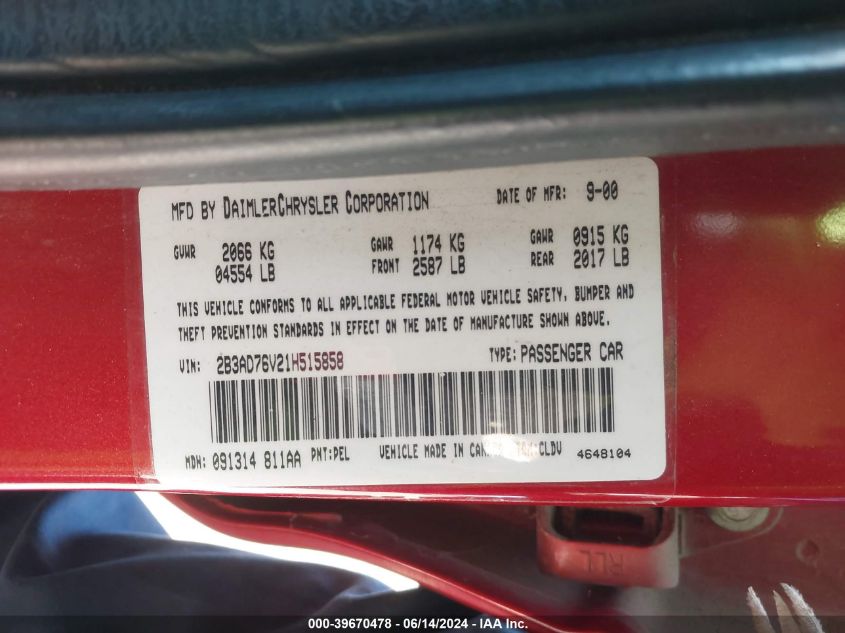 MFD BY DAIMLERCHRYSLER CORPORATION DATE OF MFR: 9-00
GVWR 2066 KG GAWR 1174 KG GAWR 0915 KG
04554 LB FRONT 2587 LB REAR 2017 LB
THIS VEHICLE CONFORMS TO ALL APPLICABLE FEDERAL MOTOR VEHICLE SAFETY, BUMPER AND
THEFT PREVENTION STANDARDS IN EFFECT ON THE DATE OF MANUFACTURE SHOWN ABOVE.
VIN: 2B3AD76V21H515858 TYPE: PASSENGER CAR
MDH: 091314 811AA PNT:PEL VEHICLE MADE IN CLDV 4648104
RLL
000-39670478 - 06/14/2024 - IAA Inc.